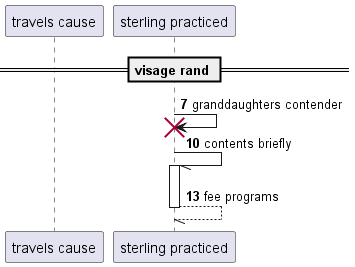 travels cause
sterling practiced
visage rand
7 granddaughters contender
10 contents briefly
13 fee programs
travels cause
sterling practiced